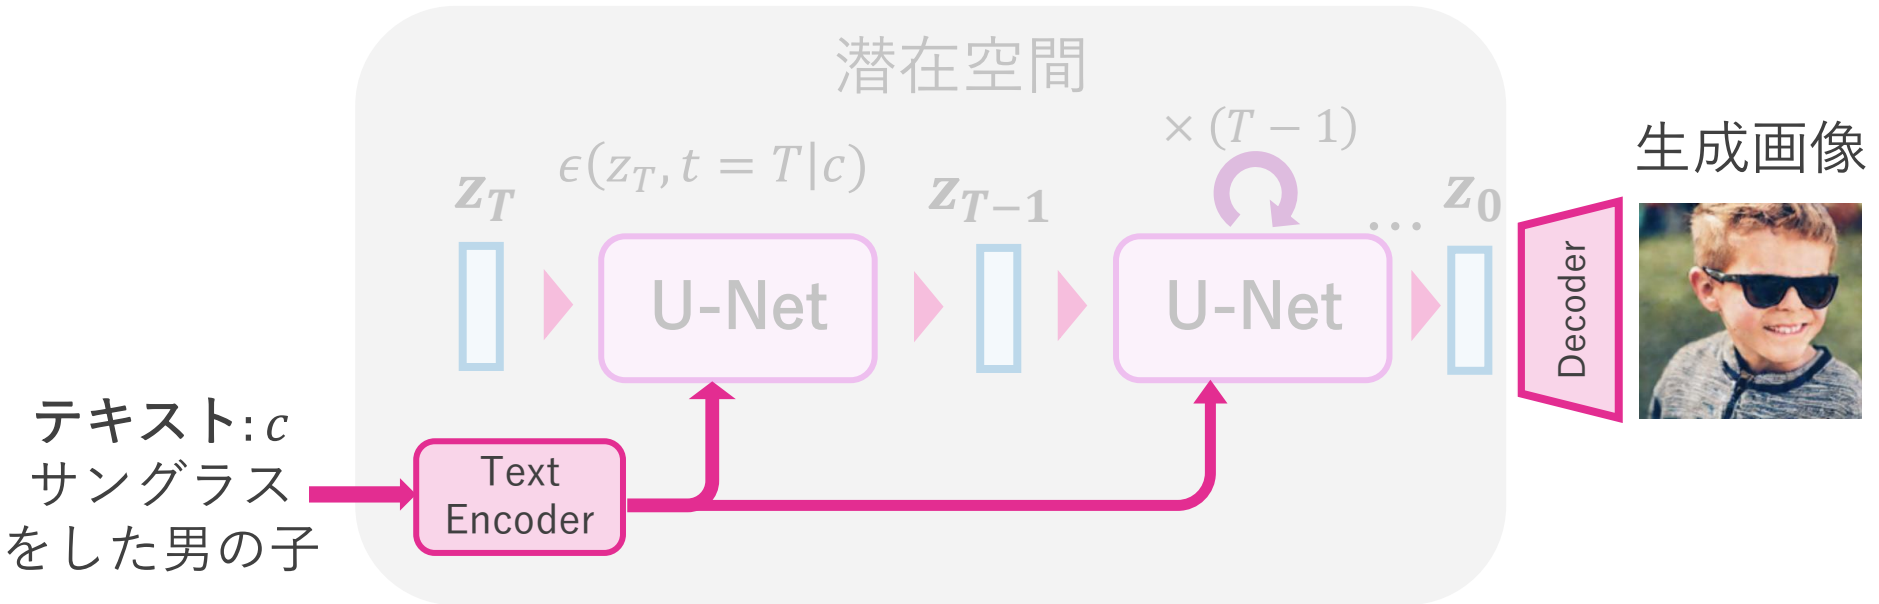 潜在空間
× (T − 1)
ϵ(z_T, t = T|c)
z_T
z_{T−1}
… z_0
生成画像
U-Net
U-Net
Decoder
テキスト: c
サングラス
をした男の子
Text
Encoder